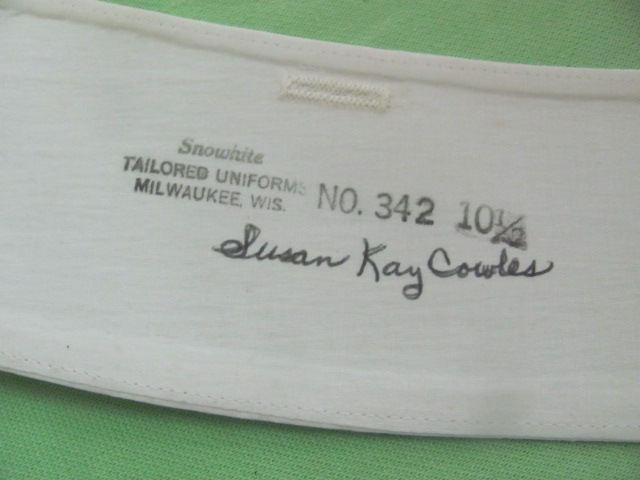 Snowhite
TAILORED UNIFORMS
MILWAUKEE, WIS.
NO. 342 10½
Susan Kay Cowles